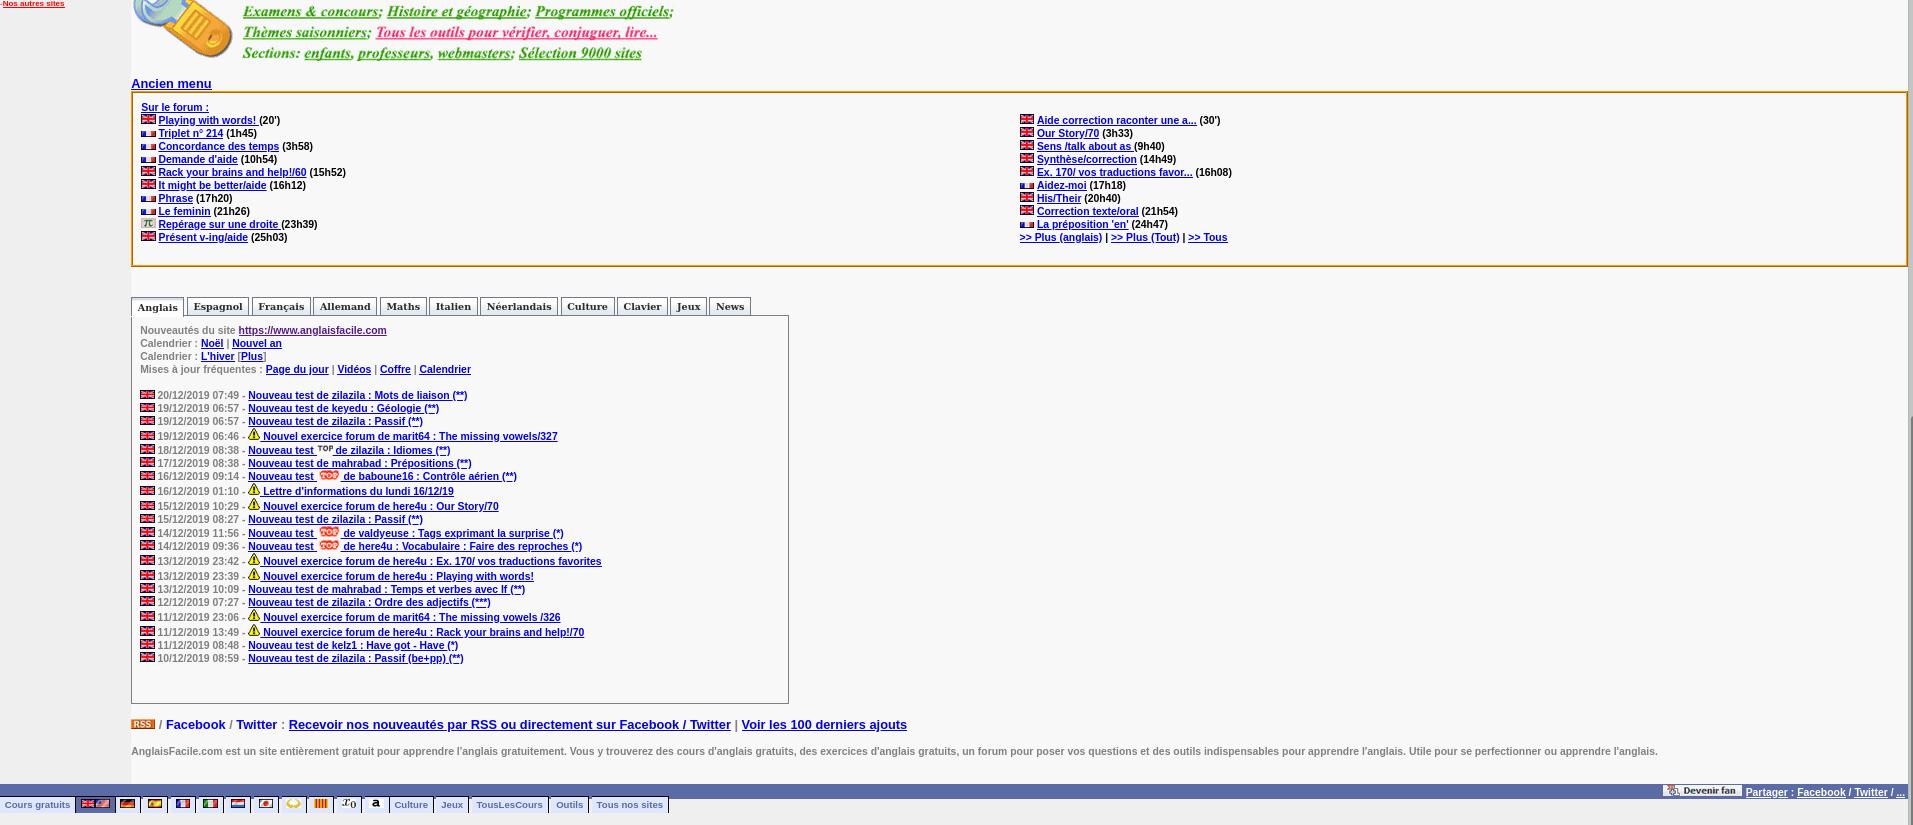 -Nos autres sites
Examens & concours; Histoire et géographie; Programmes officiels;
Thèmes saisonniers; Tous les outils pour vérifier, conjuguer, lire...
Sections: enfants, professeurs, webmasters; Sélection 9000 sites
Ancien menu
Sur le forum :
Playing with words! (20')
Triplet n° 214 (1h45)
Concordance des temps (3h58)
Demande d'aide (10h54)
Rack your brains and help!/60 (15h52)
It might be better/aide (16h12)
Phrase (17h20)
Le feminin (21h26)
π Repérage sur une droite (23h39)
Présent v-ing/aide (25h03)
Aide correction raconter une a... (30')
Our Story/70 (3h33)
Sens /talk about as (9h40)
Synthèse/correction (14h49)
Ex. 170/ vos traductions favor... (16h08)
Aidez-moi (17h18)
His/Their (20h40)
Correction texte/oral (21h54)
La préposition 'en' (24h47)
>> Plus (anglais) | >> Plus (Tout) | >> Tous
Anglais Espagnol Français Allemand Maths Italien Néerlandais Culture Clavier Jeux News
Nouveautés du site https://www.anglaisfacile.com
Calendrier : Noël | Nouvel an
Calendrier : L'hiver [Plus]
Mises à jour fréquentes : Page du jour | Vidéos | Coffre | Calendrier
20/12/2019 07:49 - Nouveau test de zilazila : Mots de liaison (**)
19/12/2019 06:57 - Nouveau test de keyedu : Géologie (**)
19/12/2019 06:57 - Nouveau test de zilazila : Passif (**)
19/12/2019 06:46 - Nouvel exercice forum de marit64 : The missing vowels/327
18/12/2019 08:38 - Nouveau test TOP de zilazila : Idiomes (**)
17/12/2019 08:38 - Nouveau test de mahrabad : Prépositions (**)
16/12/2019 09:14 - Nouveau test TOP de baboune16 : Contrôle aérien (**)
16/12/2019 01:10 - Lettre d'informations du lundi 16/12/19
15/12/2019 10:29 - Nouvel exercice forum de here4u : Our Story/70
15/12/2019 08:27 - Nouveau test de zilazila : Passif (**)
14/12/2019 11:56 - Nouveau test TOP de valdyeuse : Tags exprimant la surprise (*)
14/12/2019 09:36 - Nouveau test TOP de here4u : Vocabulaire : Faire des reproches (*)
13/12/2019 23:42 - Nouvel exercice forum de here4u : Ex. 170/ vos traductions favorites
13/12/2019 23:39 - Nouvel exercice forum de here4u : Playing with words!
13/12/2019 10:09 - Nouveau test de mahrabad : Temps et verbes avec If (**)
12/12/2019 07:27 - Nouveau test de zilazila : Ordre des adjectifs (***)
11/12/2019 23:06 - Nouvel exercice forum de marit64 : The missing vowels /326
11/12/2019 13:49 - Nouvel exercice forum de here4u : Rack your brains and help!/70
11/12/2019 08:48 - Nouveau test de kelz1 : Have got - Have (*)
10/12/2019 08:59 - Nouveau test de zilazila : Passif (be+pp) (**)
RSS / Facebook / Twitter : Recevoir nos nouveautés par RSS ou directement sur Facebook / Twitter | Voir les 100 derniers ajouts
AnglaisFacile.com est un site entièrement gratuit pour apprendre l'anglais gratuitement. Vous y trouverez des cours d'anglais gratuits, des exercices d'anglais gratuits, un forum pour poser vos questions et des outils indispensables pour apprendre l'anglais. Utile pour se perfectionner ou apprendre l'anglais.
Devenir fan Partager : Facebook / Twitter / ...
Cours gratuits x0 a Culture Jeux TousLesCours Outils Tous nos sites